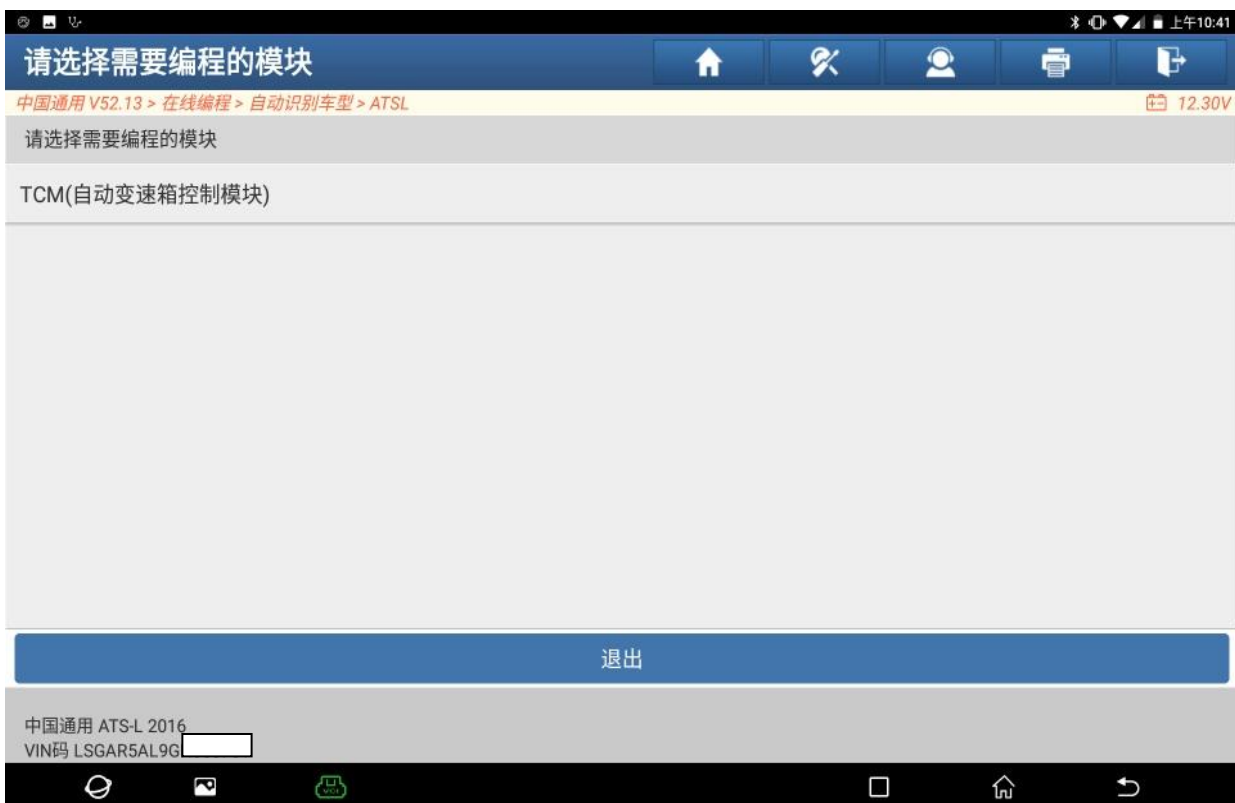 上午10:41
请选择需要编程的模块
中国通用 V52.13 > 在线编程 > 自动识别车型 > ATSL
12.30V
请选择需要编程的模块
TCM(自动变速箱控制模块)
退出
中国通用 ATS-L 2016
VIN码 LSGAR5AL9G
VCI